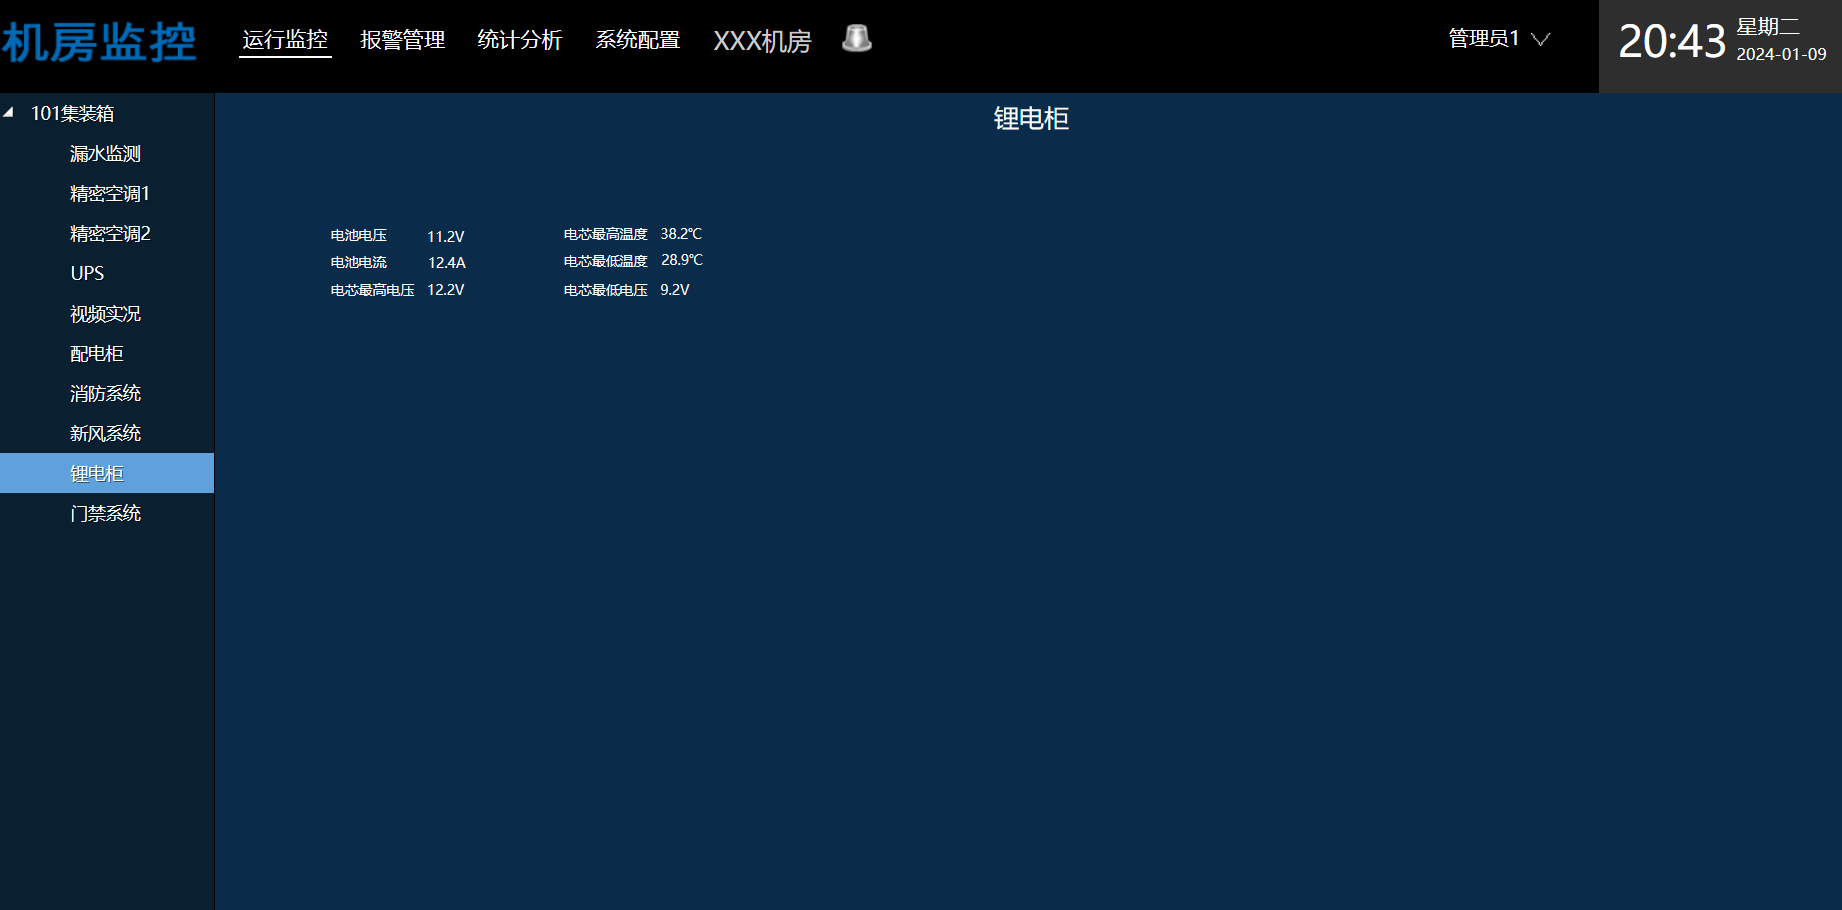 机房监控
运行监控 报警管理 统计分析 系统配置 XXX机房
管理员1
20:43
星期二
2024-01-09
101集装箱
漏水监测
精密空调1
精密空调2
UPS
视频实况
配电柜
消防系统
新风系统
锂电柜
门禁系统
锂电柜
电池电压 11.2V 电芯最高温度 38.2℃
电池电流 12.4A 电芯最低温度 28.9℃
电芯最高电压 12.2V 电芯最低电压 9.2V